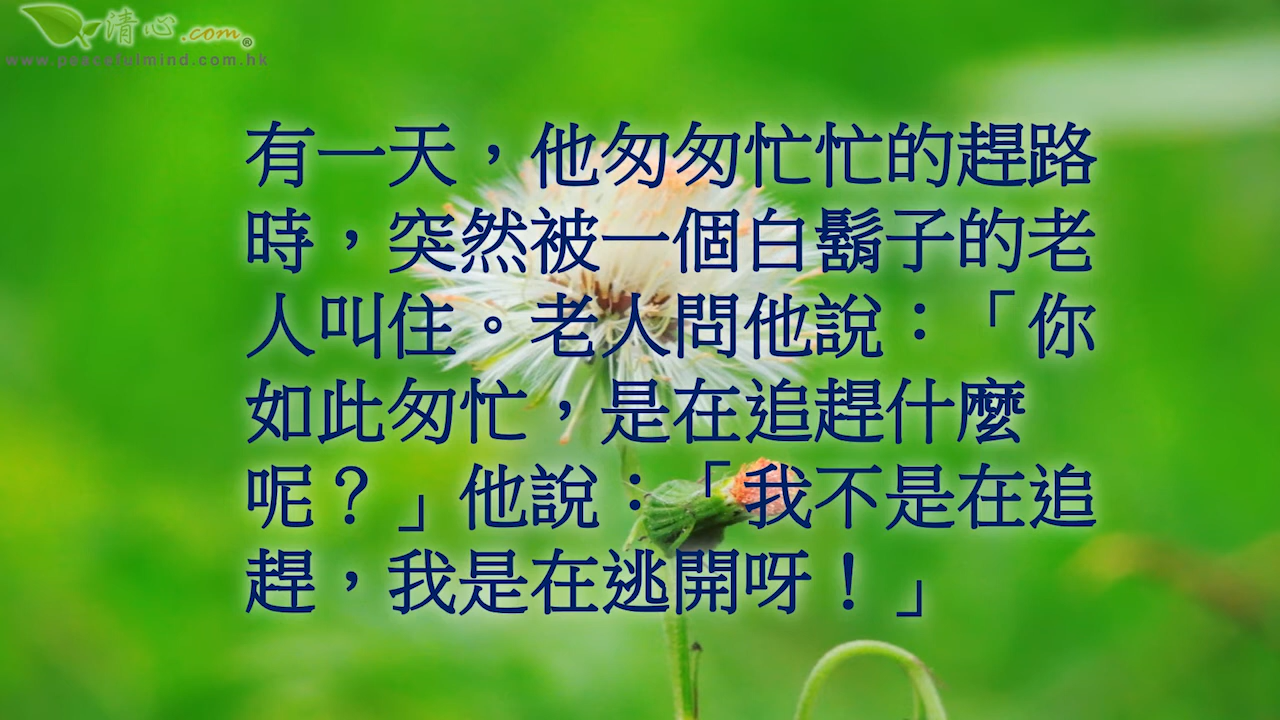 清心.com®
www.peacefulmind.com.hk
有一天，他匆匆忙忙的趕路
時，突然被一個白鬍子的老
人叫住。老人問他說：「你
如此匆忙，是在追趕什麼
呢？」他說：「我不是在追
趕，我是在逃開呀！」